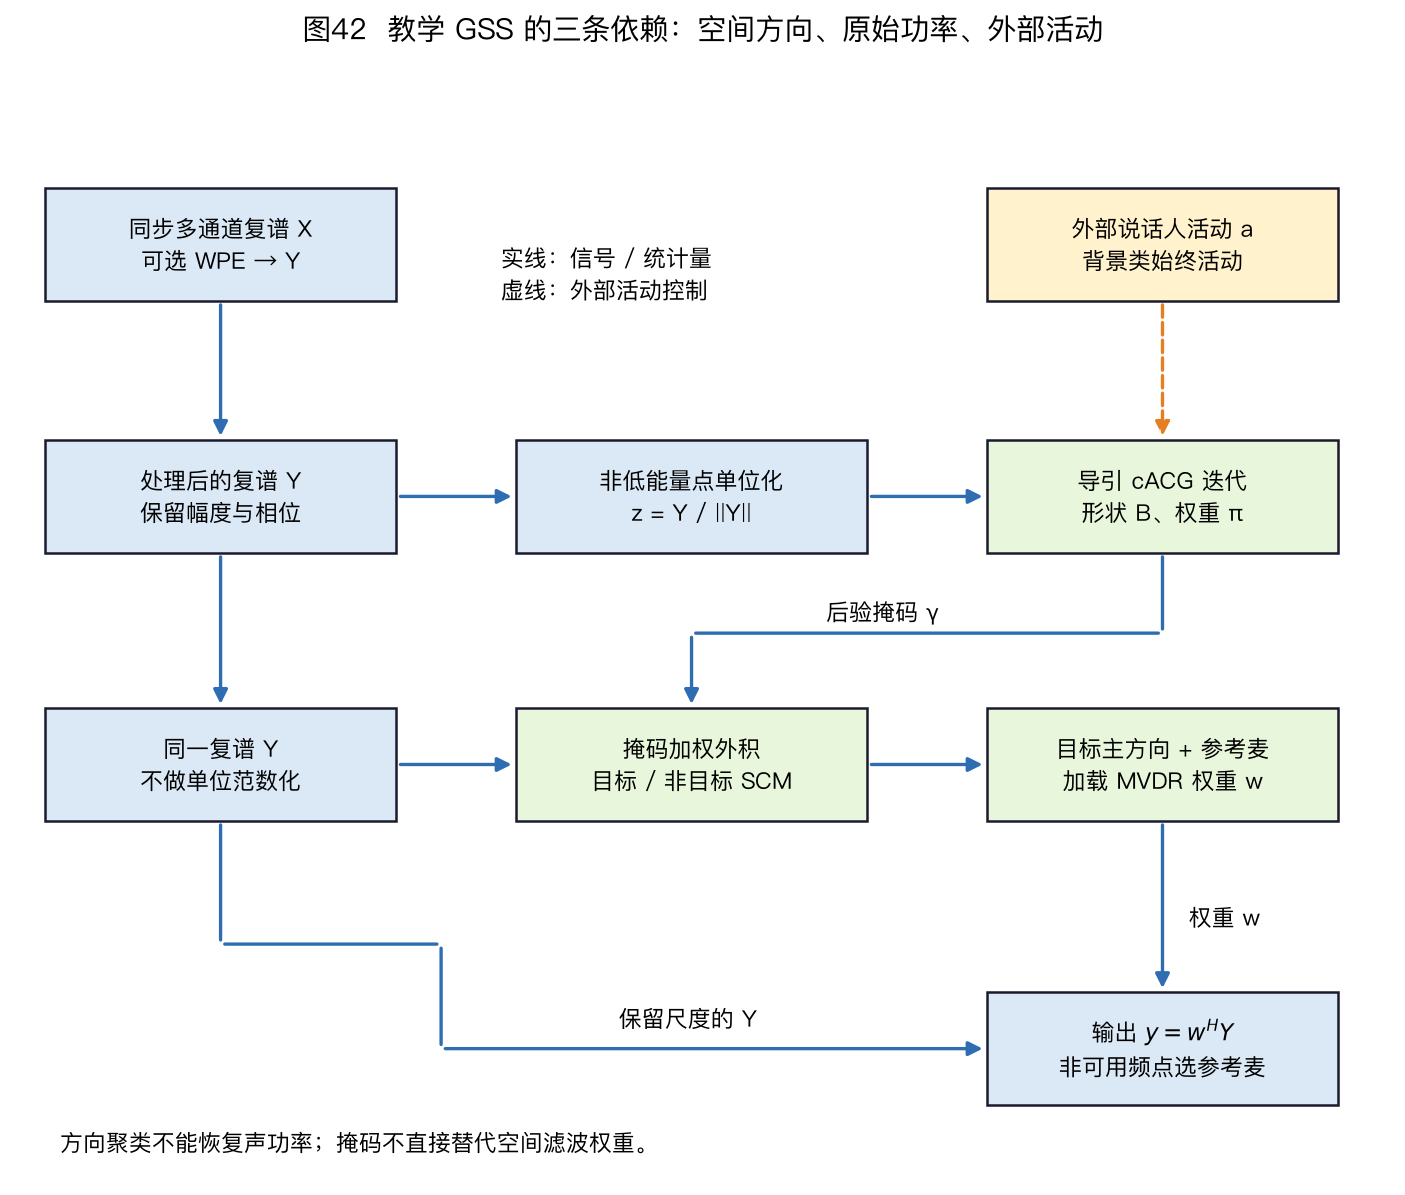 图42 教学 GSS 的三条依赖：空间方向、原始功率、外部活动
同步多通道复谱 X
可选 WPE → Y
实线：信号 / 统计量
虚线：外部活动控制
外部说话人活动 a
背景类始终活动
处理后的复谱 Y
保留幅度与相位
非低能量点单位化
z = Y / ||Y||
导引 cACG 迭代
形状 B、权重 π
后验掩码 γ
同一复谱 Y
不做单位范数化
掩码加权外积
目标 / 非目标 SCM
目标主方向 + 参考麦
加载 MVDR 权重 w
权重 w
保留尺度的 Y
输出 y = w^H Y
非可用频点选参考麦
方向聚类不能恢复声功率；掩码不直接替代空间滤波权重。